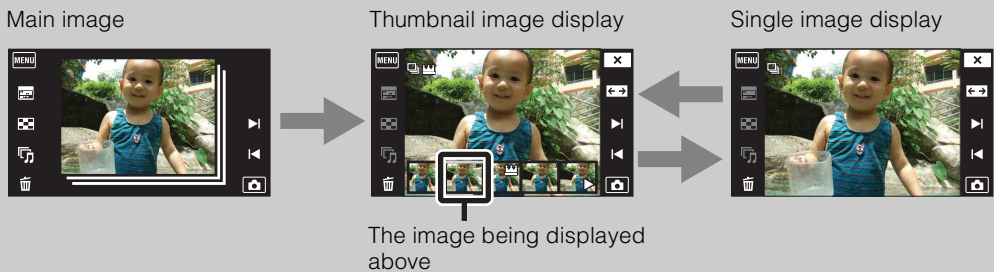 Main image
Thumbnail image display
Single image display
MENU
MENU
MENU
The image being displayed
above